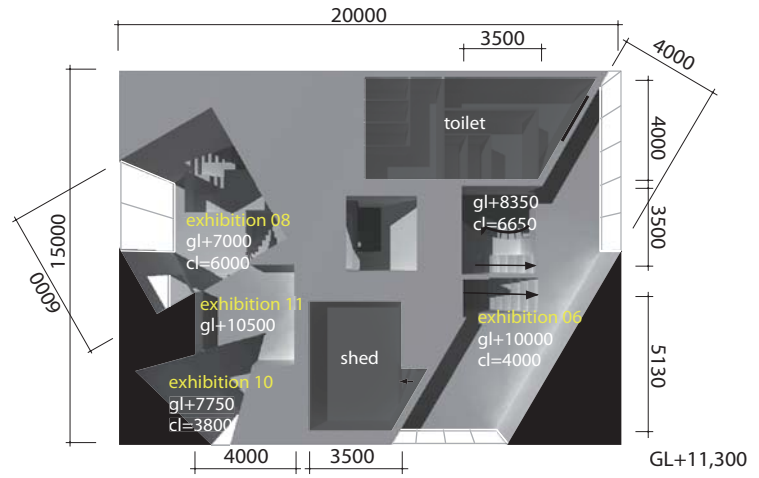 20000
3500
4000
toilet
4000
gl+8350
cl=6650
3500
exhibition 08
gl+7000
cl=6000
15000
6000
exhibition 11
gl+10500
exhibition 06
gl+10000
cl=4000
shed
5130
exhibition 10
gl+7750
cl=3800
4000
3500
GL+11,300